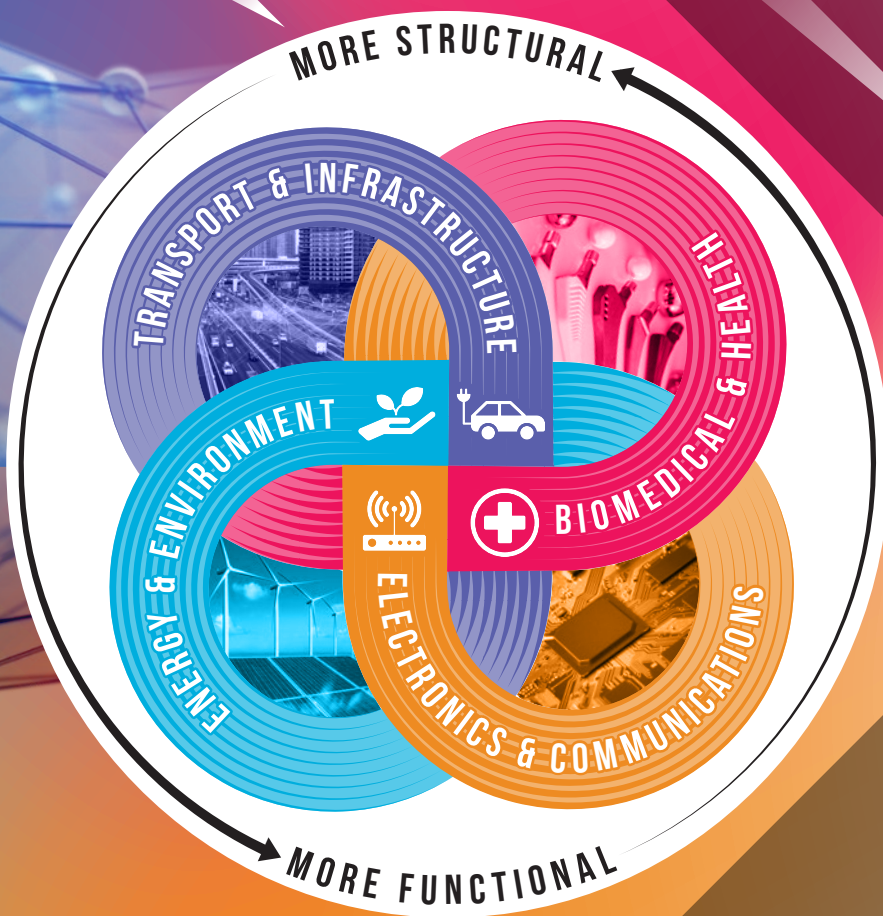 MORE STRUCTURAL
TRANSPORT & INFRASTRUCTURE
BIOMEDICAL & HEALTH
ENERGY & ENVIRONMENT
ELECTRONICS & COMMUNICATIONS
MORE FUNCTIONAL